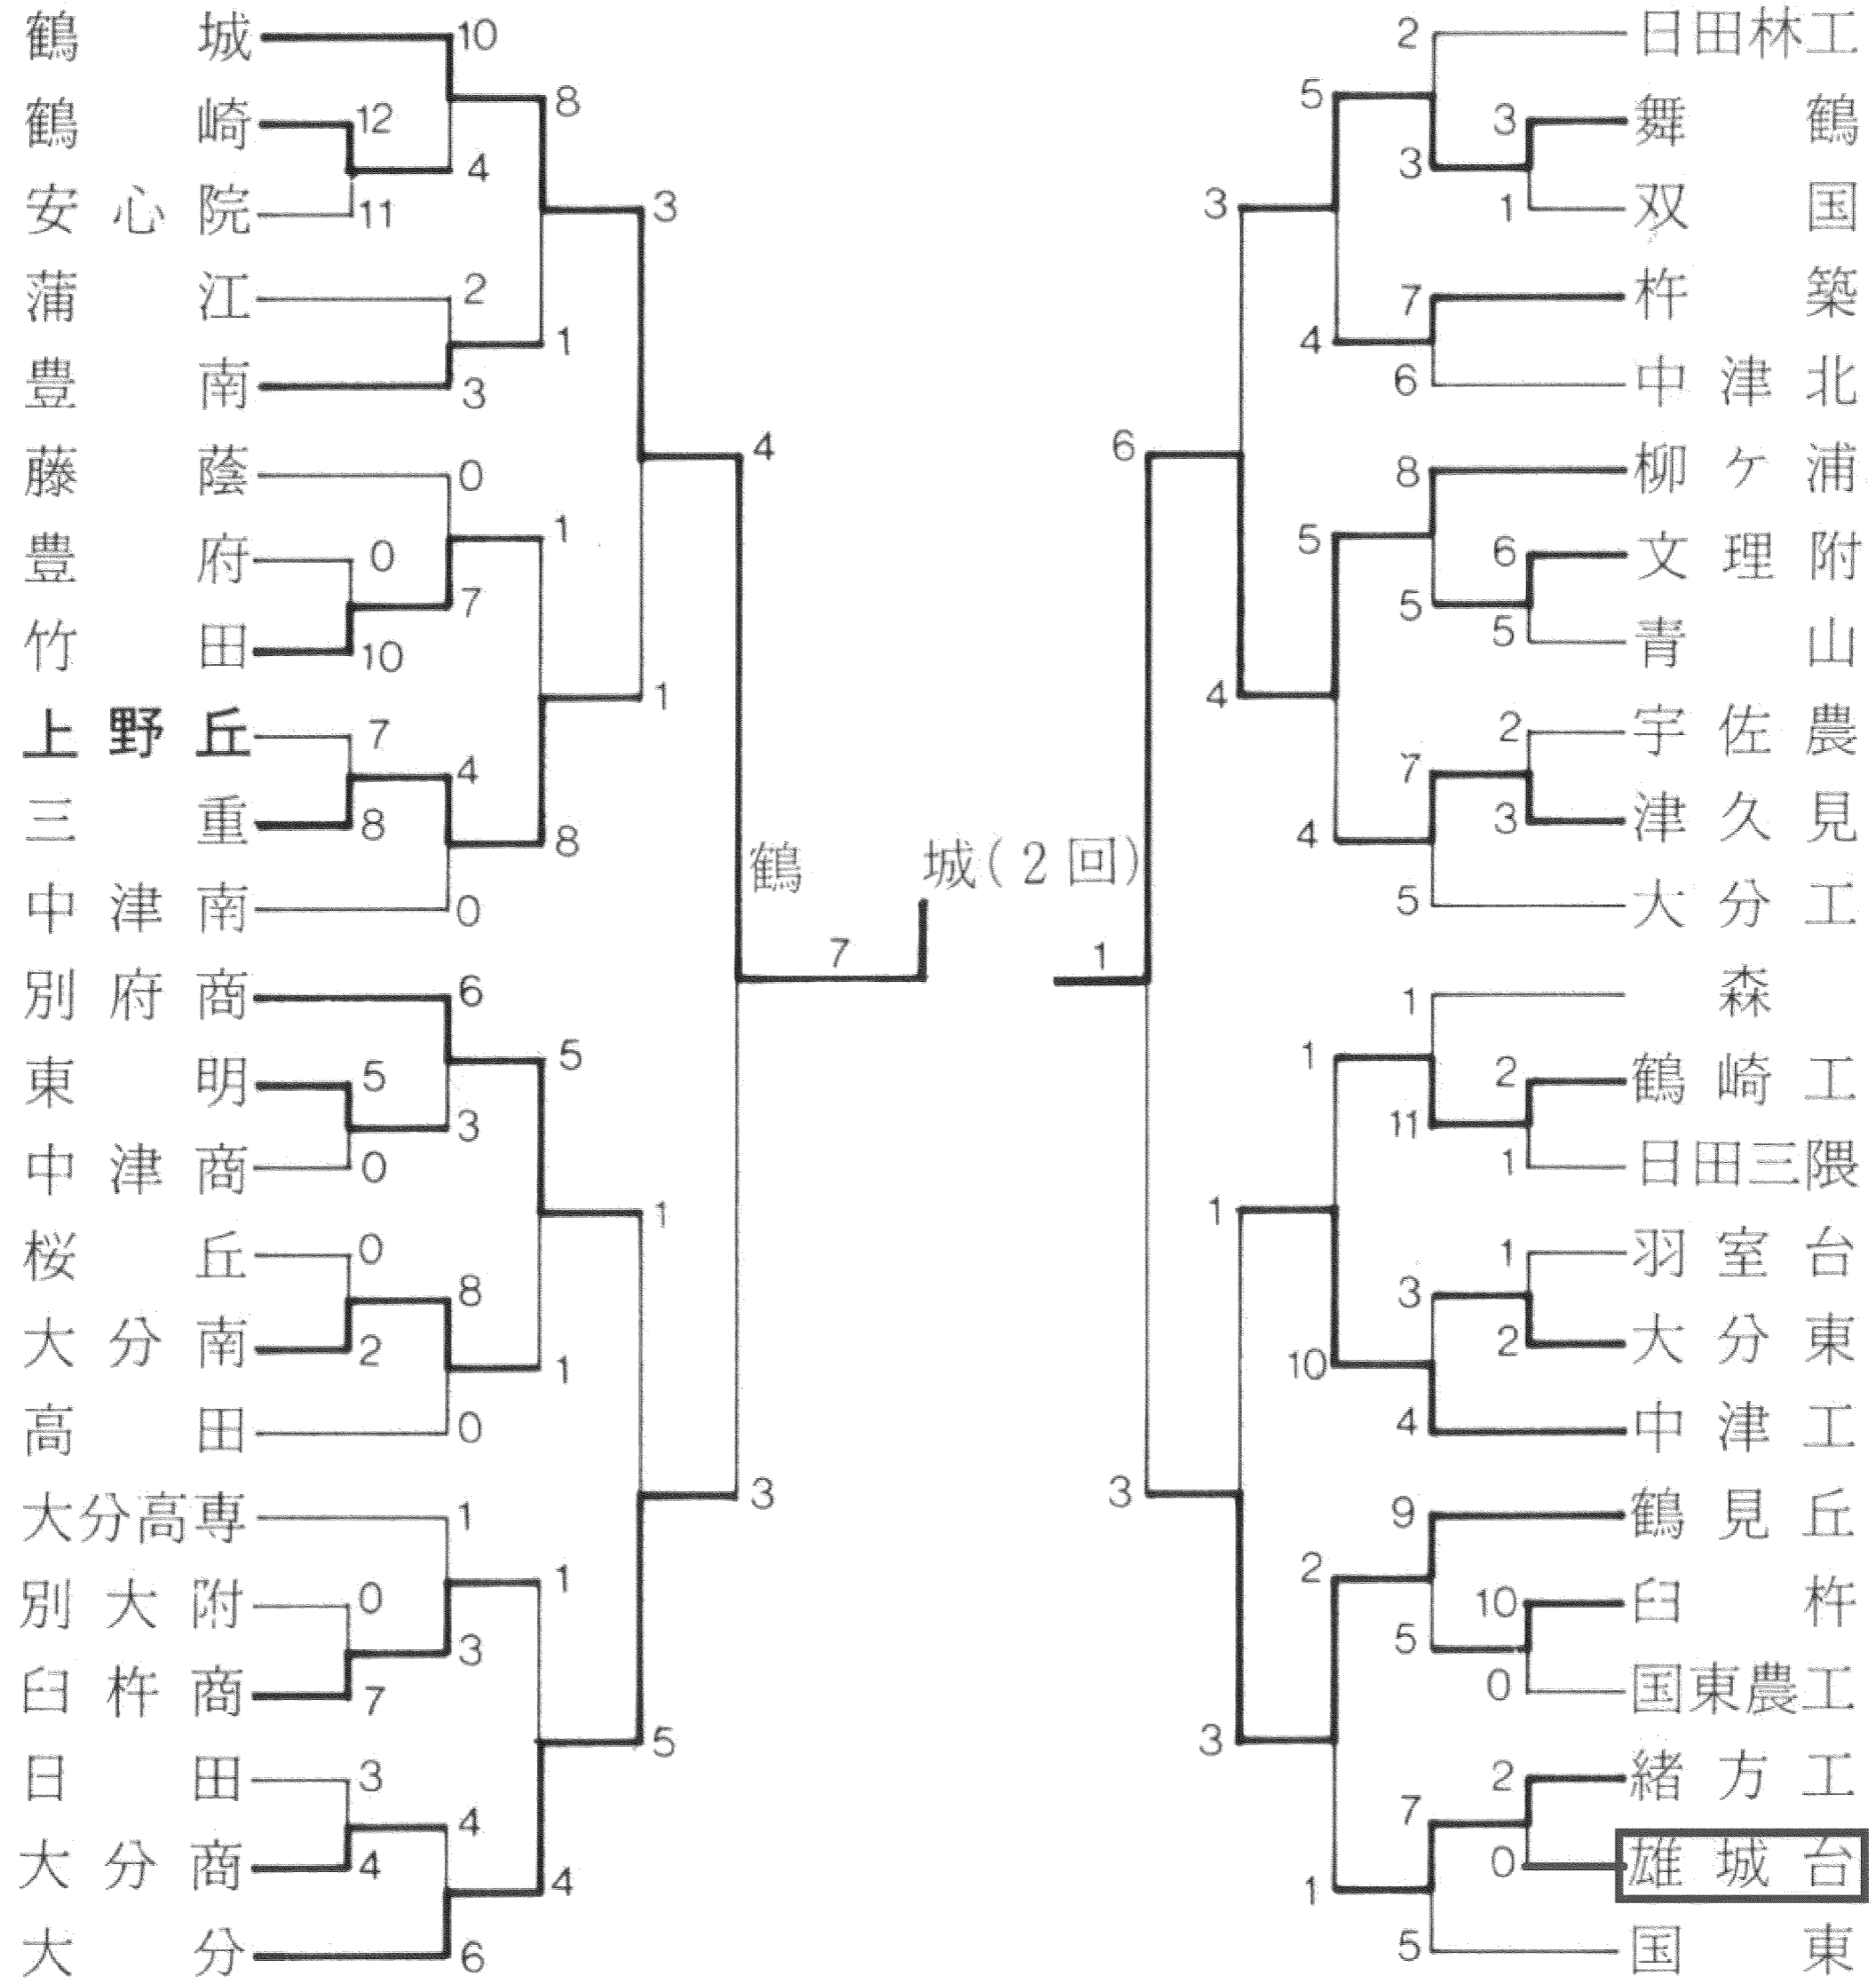 鶴城
10
鶴崎
12
安心院
11
4
8
蒲江
2
豊南
3
1
3
藤蔭
0
豊府
0
竹田
10
7
1
上野丘
7
三重
8
4
中津南
0
8
1
4
別府商
6
東明
5
中津商
0
3
5
桜丘
0
大分南
2
8
高田
0
1
1
大分高専
1
別大附
0
臼杵商
7
3
1
日田
3
大分商
4
4
大分
6
4
5
3
鶴城(2回)
7
1
日田林工
2
舞鶴
3
双国
1
3
5
杵築
7
中津北
6
4
3
柳ケ浦
8
文理附
6
青山
5
5
5
宇佐農
2
津久見
3
7
大分工
5
4
4
6
森
1
鶴崎工
2
日田三隈
1
11
1
羽室台
1
大分東
2
3
中津工
4
10
1
鶴見丘
9
臼杵
10
国東農工
0
5
2
緒方工
2
雄城台
0
7
国東
5
1
3
3